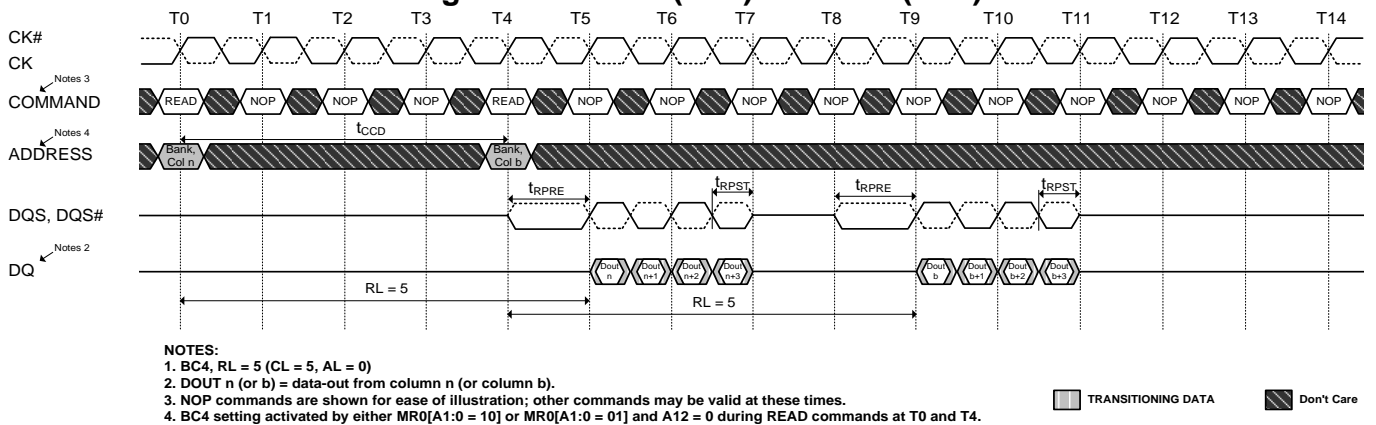 T0 T1 T2 T3 T4 T5 T6 T7 T8 T9 T10 T11 T12 T13 T14
CK#
CK
Notes 3
COMMAND READ NOP NOP NOP READ NOP NOP NOP NOP NOP NOP NOP NOP NOP NOP
tCCD
Notes 4
ADDRESS Bank, Col n Bank, Col b
tRPRE tRPST tRPRE tRPST
DQS, DQS#
Notes 2
DQ Dout n Dout n+1 Dout n+2 Dout n+3 Dout b Dout b+1 Dout b+2 Dout b+3
RL = 5
RL = 5
NOTES:
1. BC4, RL = 5 (CL = 5, AL = 0)
2. DOUT n (or b) = data-out from column n (or column b).
3. NOP commands are shown for ease of illustration; other commands may be valid at these times.
4. BC4 setting activated by either MR0[A1:0 = 10] or MR0[A1:0 = 01] and A12 = 0 during READ commands at T0 and T4.
TRANSITIONING DATA Don't Care